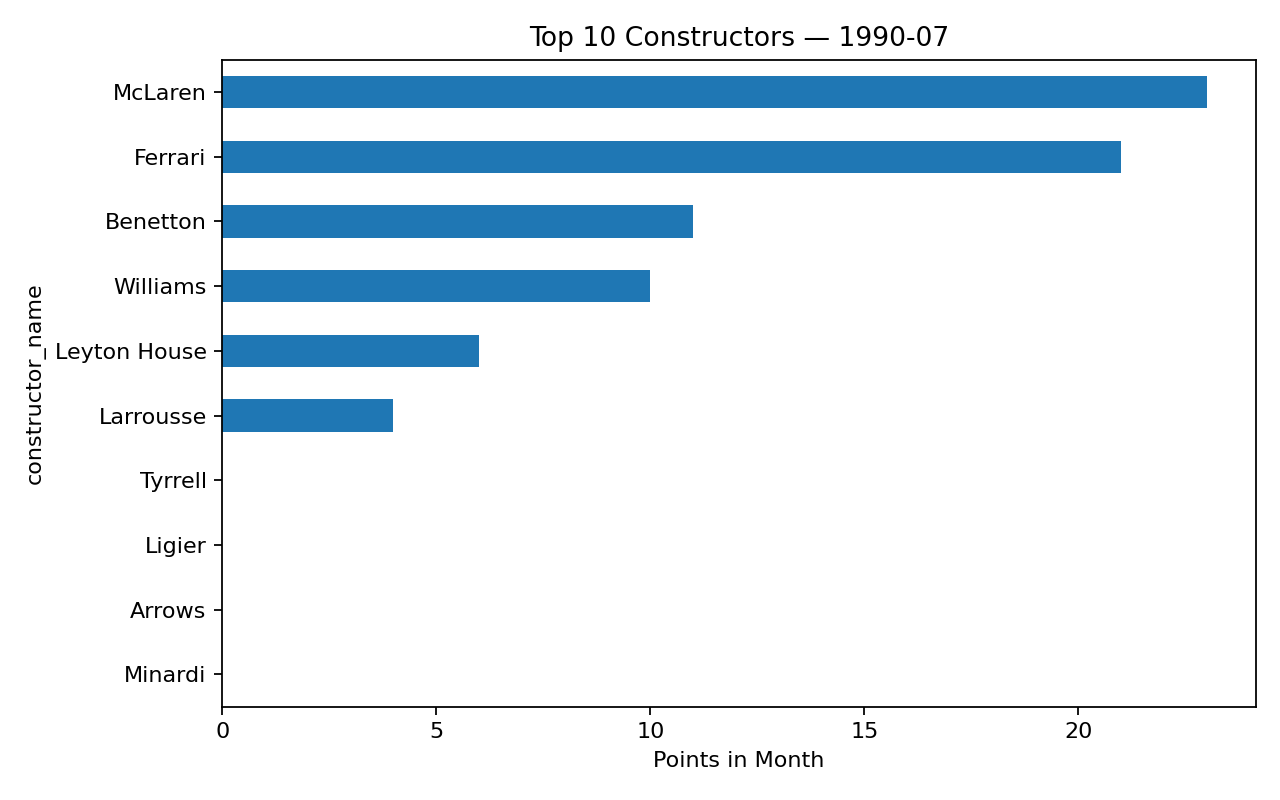 Top 10 Constructors — 1990-07
McLaren
Ferrari
Benetton
Williams
Leyton House
Larrousse
Tyrrell
Ligier
Arrows
Minardi
constructor_name
0 5 10 15 20
Points in Month